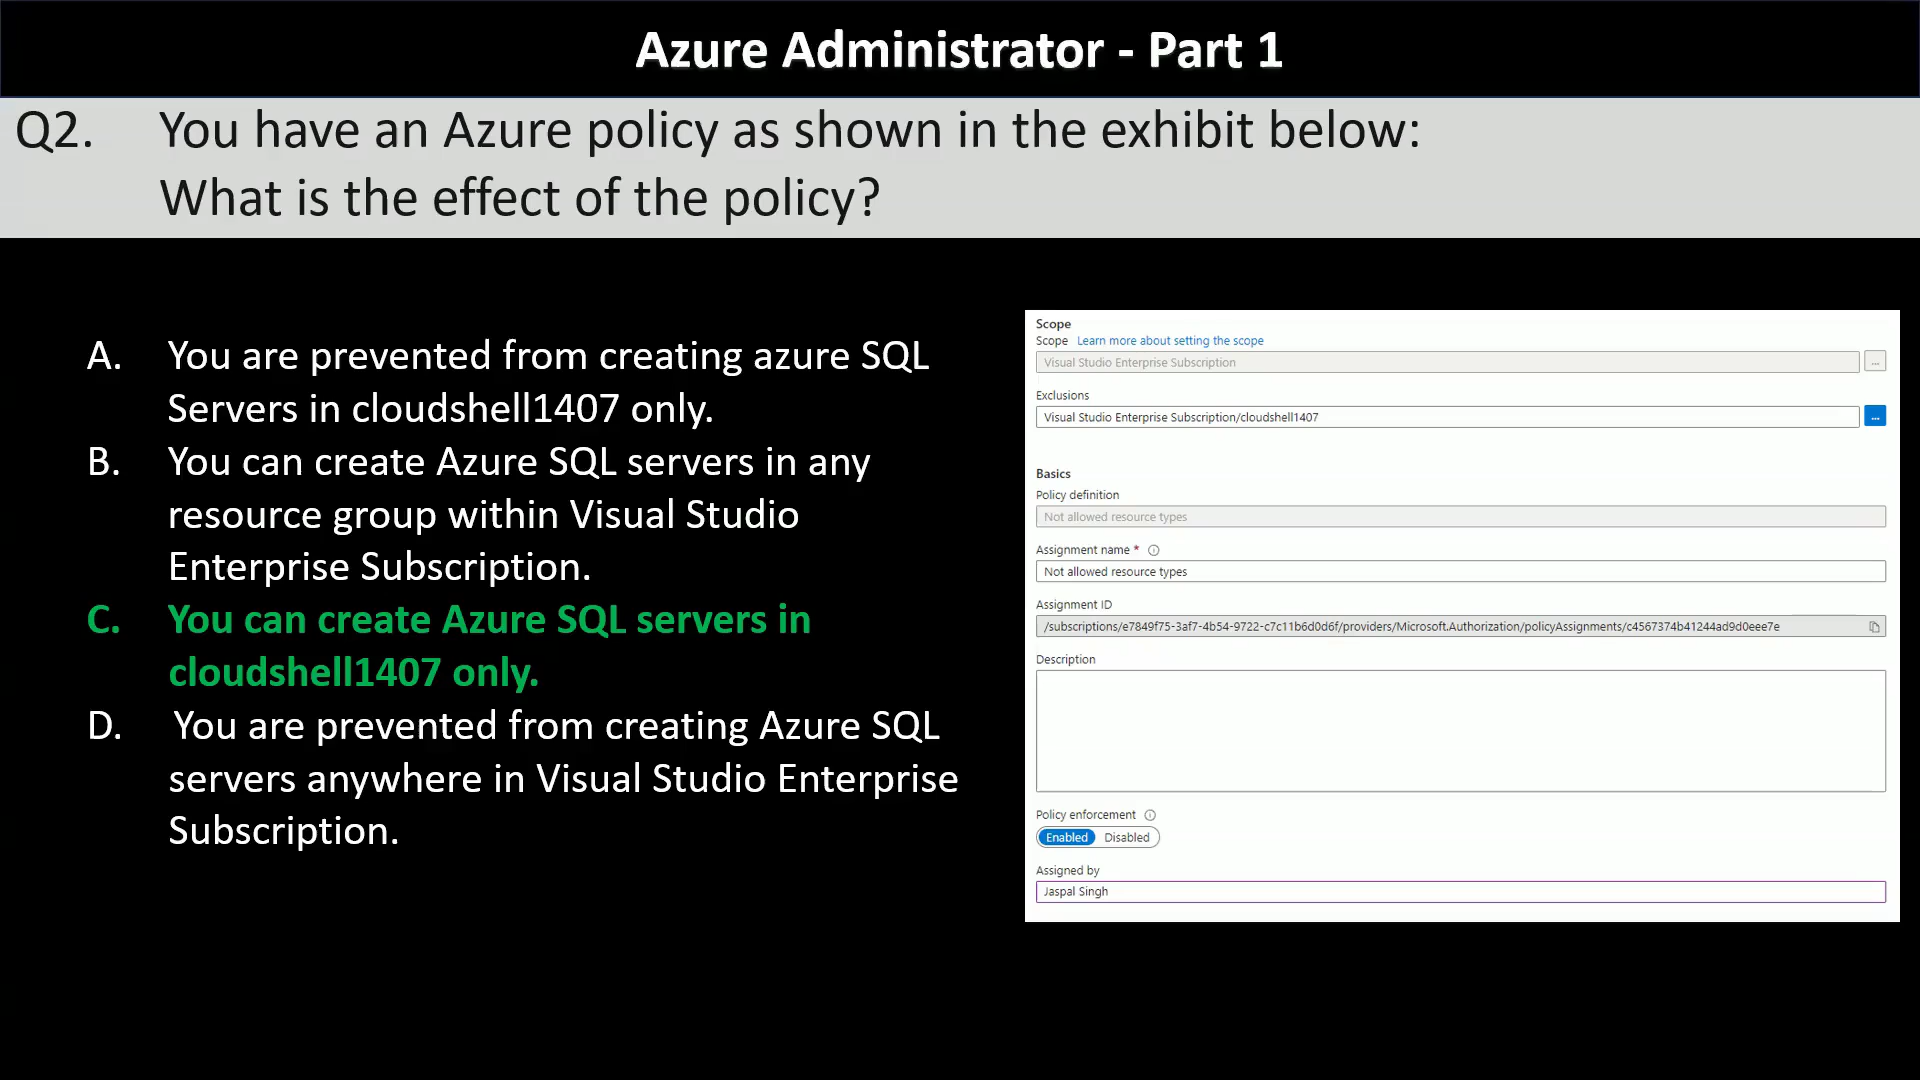 Azure Administrator - Part 1
Q2. You have an Azure policy as shown in the exhibit below:
What is the effect of the policy?
A. You are prevented from creating azure SQL
Servers in cloudshell1407 only.
B. You can create Azure SQL servers in any
resource group within Visual Studio
Enterprise Subscription.
C. You can create Azure SQL servers in
cloudshell1407 only.
D. You are prevented from creating Azure SQL
servers anywhere in Visual Studio Enterprise
Subscription.
Scope
Scope Learn more about setting the scope
Visual Studio Enterprise Subscription ...
Exclusions
Visual Studio Enterprise Subscription/cloudshell1407 ...
Basics
Policy definition
Not allowed resource types
Assignment name *
Not allowed resource types
Assignment ID
/subscriptions/e7849f75-3af7-4b54-9722-c7c11b6d0d6f/providers/Microsoft.Authorization/policyAssignments/c4567374b41244ad9d0eee7e
Description
Policy enforcement
Enabled Disabled
Assigned by
Jaspal Singh